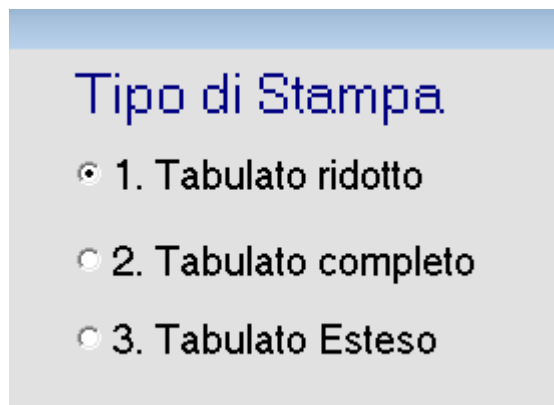 Tipo di Stampa
1. Tabulato ridotto
2. Tabulato completo
3. Tabulato Esteso